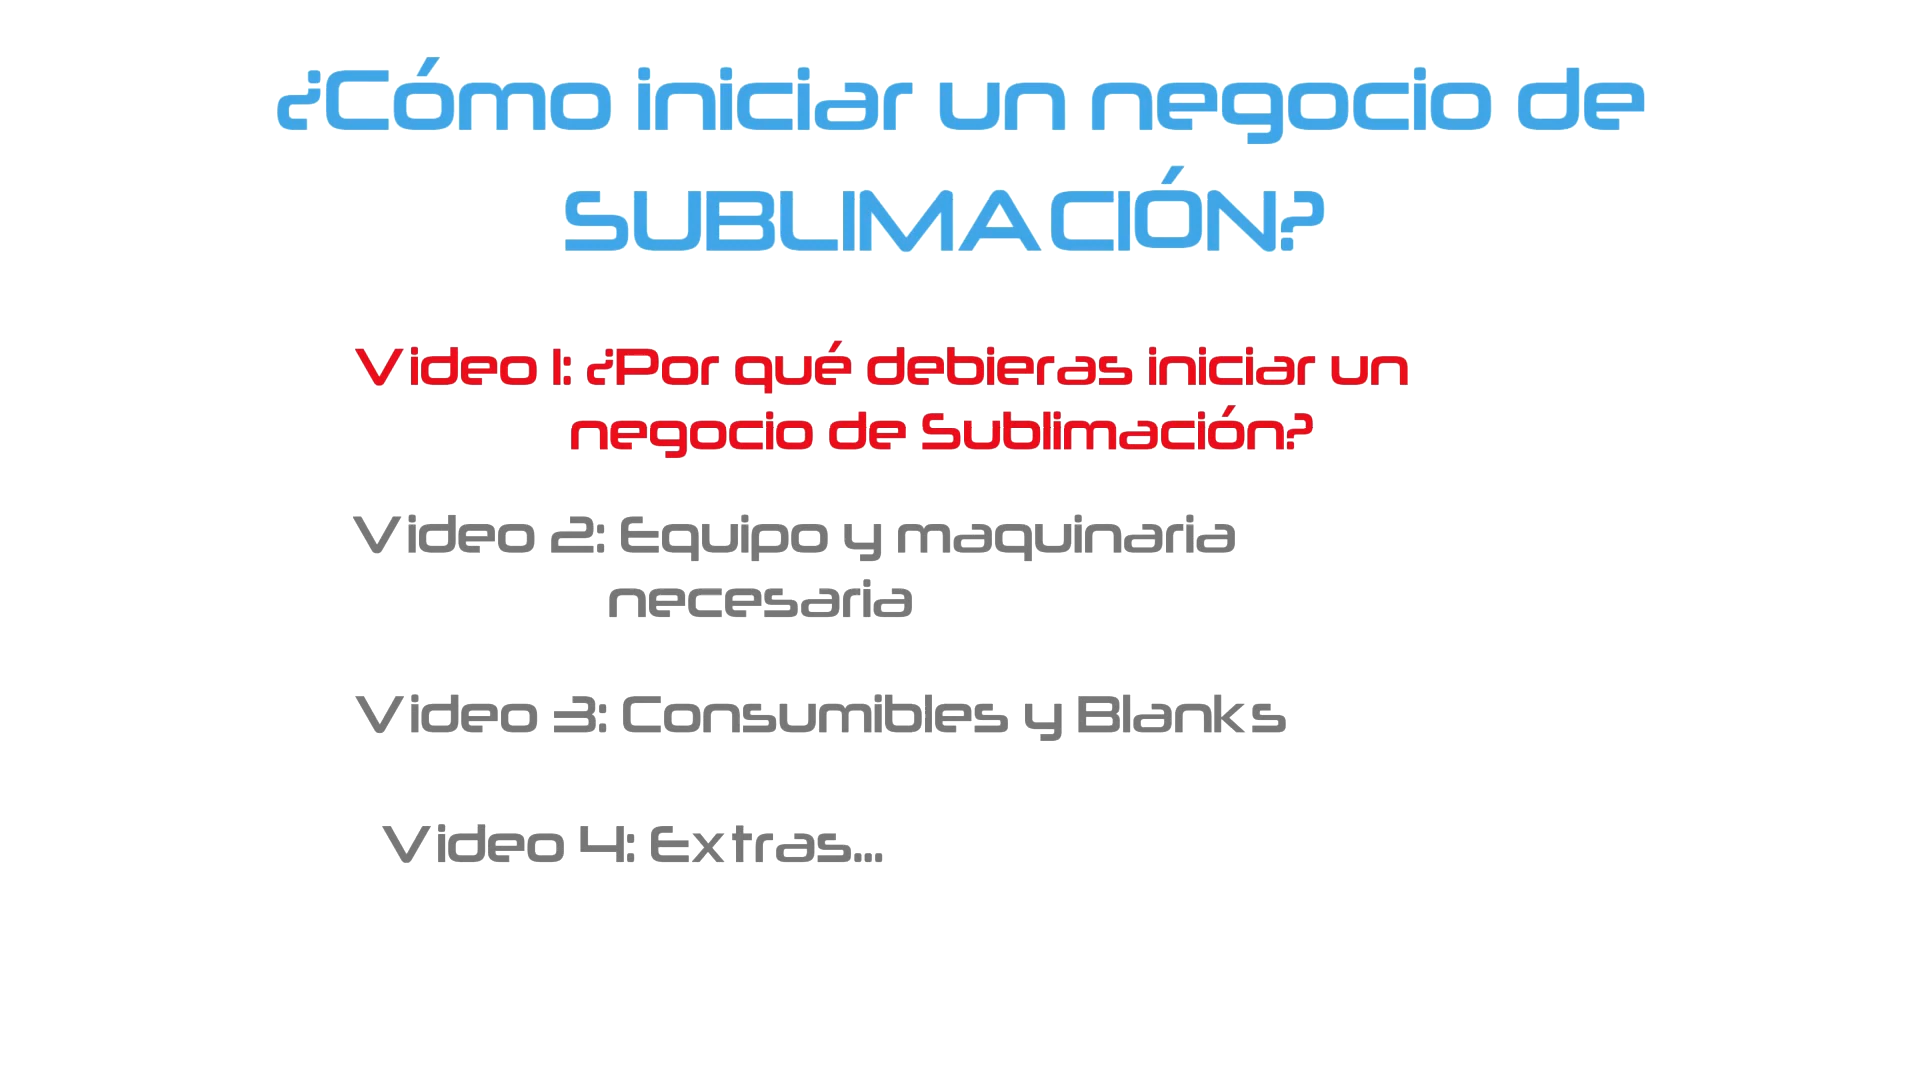 ¿Cómo iniciar un negocio de
SUBLIMACIÓN?
Video 1: ¿Por qué debieras iniciar un
negocio de Sublimación?
Video 2: Equipo y maquinaria
necesaria
Video 3: Consumibles y Blanks
Video 4: Extras...